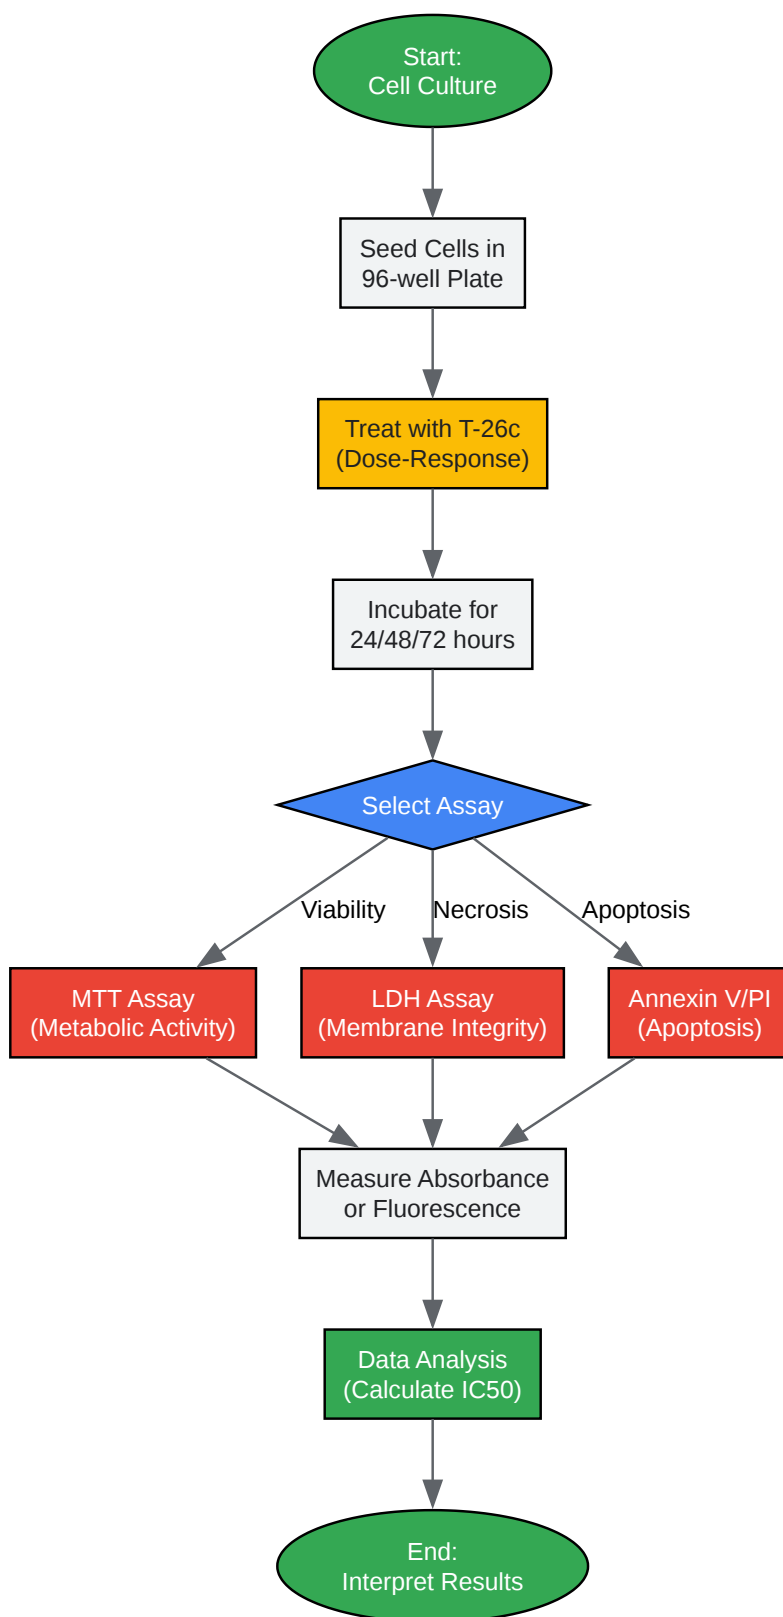 Start:
Cell Culture
Seed Cells in
96-well Plate
Treat with T-26c
(Dose-Response)
Incubate for
24/48/72 hours
Select Assay
Viability
Necrosis
Apoptosis
MTT Assay
(Metabolic Activity)
LDH Assay
(Membrane Integrity)
Annexin V/PI
(Apoptosis)
Measure Absorbance
or Fluorescence
Data Analysis
(Calculate IC50)
End:
Interpret Results